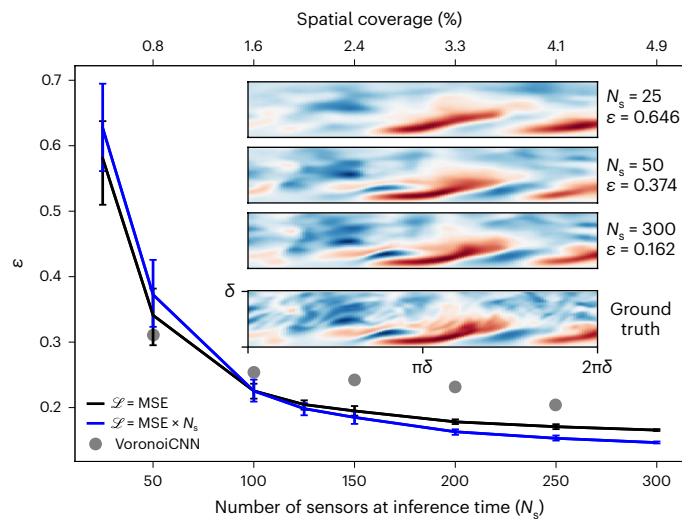 Spatial coverage (%)
0.8 1.6 2.4 3.3 4.1 4.9
0.7
0.6
0.5
0.4
0.3
0.2
ε
N_s = 25
ε = 0.646
N_s = 50
ε = 0.374
N_s = 300
ε = 0.162
δ
Ground
truth
πδ 2πδ
ℒ = MSE
ℒ = MSE × N_s
VoronoiCNN
50 100 150 200 250 300
Number of sensors at inference time (N_s)